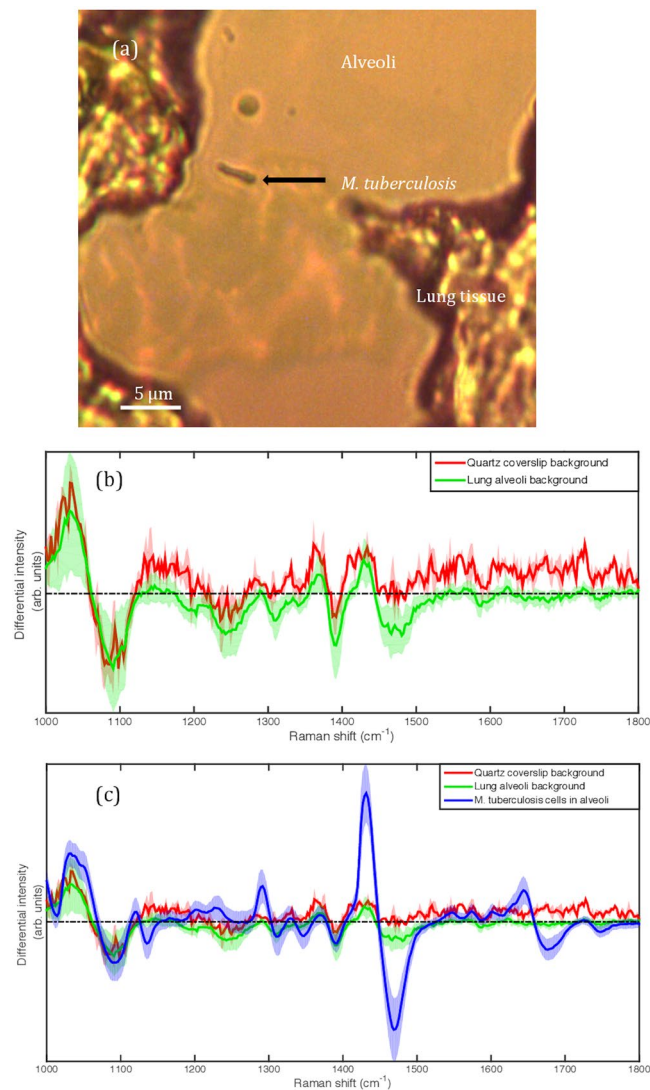 (a)
Alveoli
M. tuberculosis
Lung tissue
5 μm
(b)
Quartz coverslip background
Lung alveoli background
Differential intensity
(arb. units)
1000 1100 1200 1300 1400 1500 1600 1700 1800
Raman shift (cm⁻¹)
(c)
Quartz coverslip background
Lung alveoli background
M. tuberculosis cells in alveoli
Differential intensity
(arb. units)
1000 1100 1200 1300 1400 1500 1600 1700 1800
Raman shift (cm⁻¹)